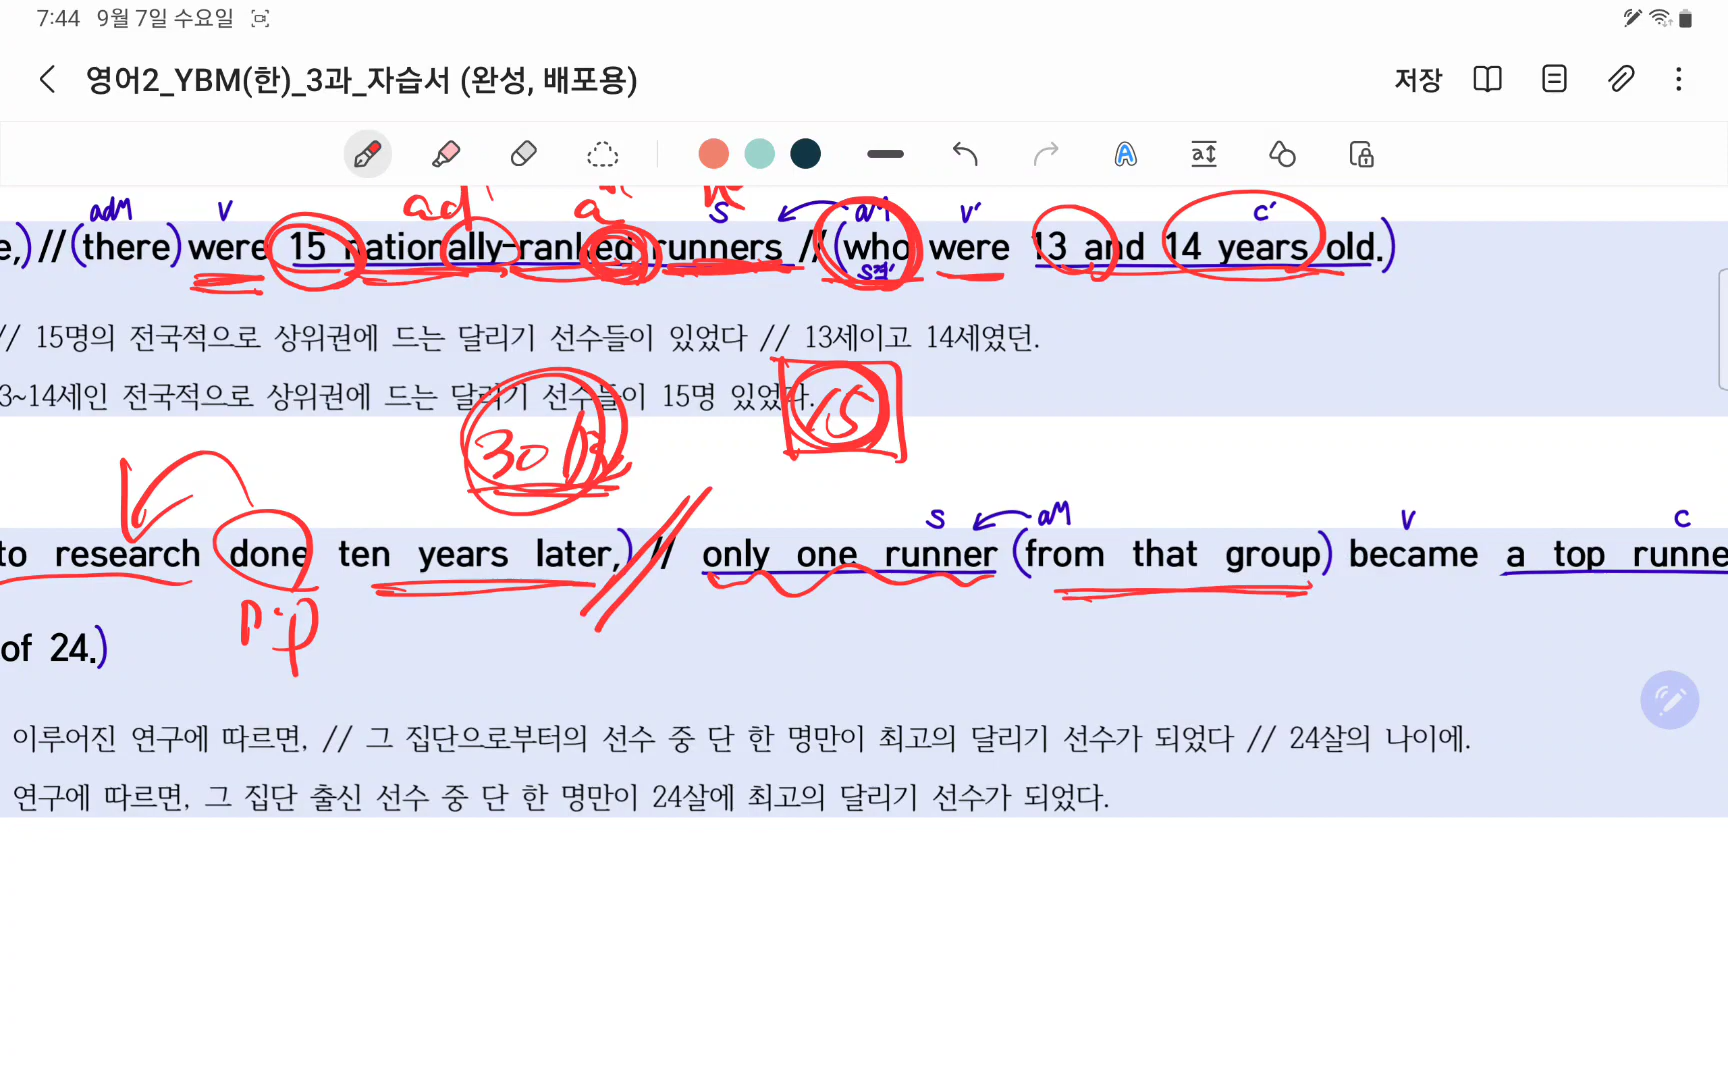 7:44 9월 7일 수요일
영어2_YBM(한)_3과_자습서 (완성, 배포용)
저장
A
a
ad
a
adM v s aM v' c'
e,) // (there) were 15 nationally-ranked runners // (who were 13 and 14 years old.)
s적'
// 15명의 전국적으로 상위권에 드는 달리기 선수들이 있었다 // 13세이고 14세였던.
3~14세인 전국적으로 상위권에 드는 달리기 선수들이 15명 있었다.
15
30
s aM v c
to research done ten years later,) // only one runner (from that group) became a top runne
p.p
of 24.)
이루어진 연구에 따르면, // 그 집단으로부터의 선수 중 단 한 명만이 최고의 달리기 선수가 되었다 // 24살의 나이에.
연구에 따르면, 그 집단 출신 선수 중 단 한 명만이 24살에 최고의 달리기 선수가 되었다.